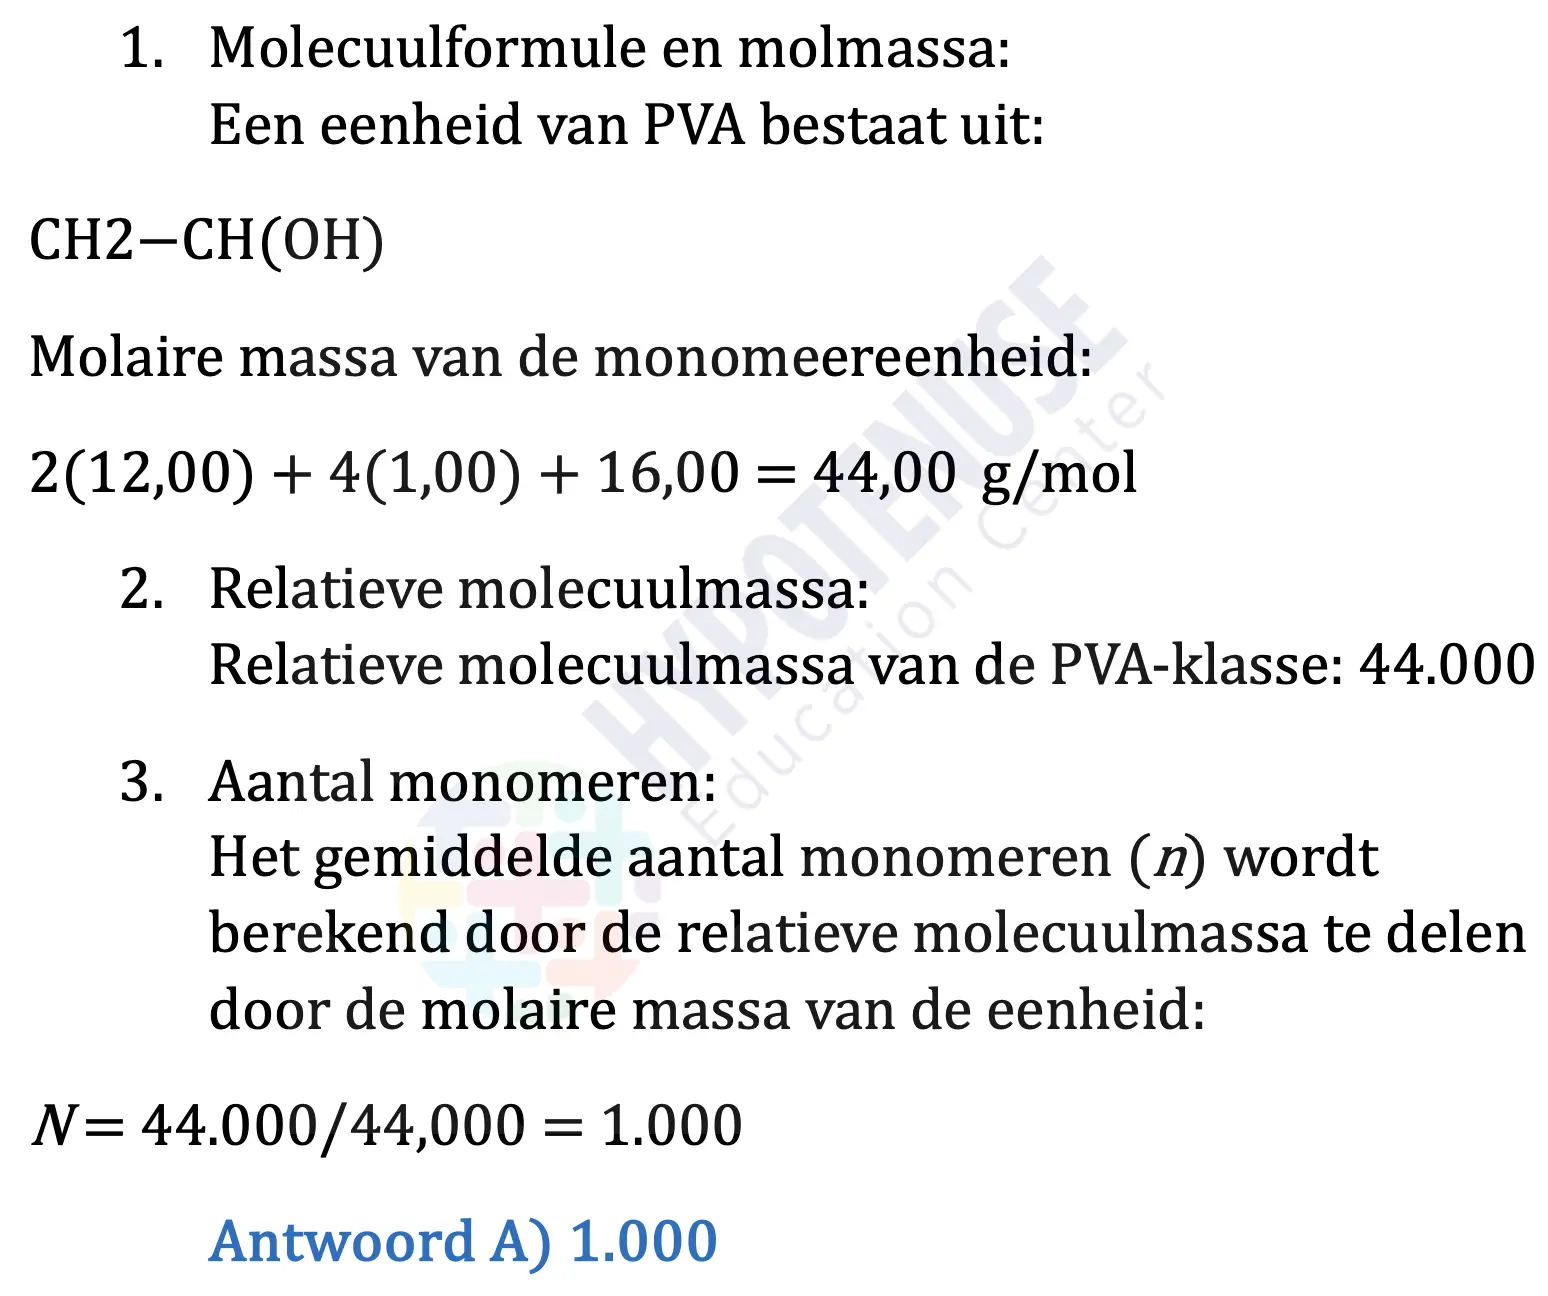 1. Molecuulformule en molmassa:
Een eenheid van PVA bestaat uit:
CH2−CH(OH)
Molaire massa van de monomeereenheid:
2(12,00) + 4(1,00) + 16,00 = 44,00 g/mol
2. Relatieve molecuulmassa:
Relatieve molecuulmassa van de PVA-klasse: 44.000
3. Aantal monomeren:
Het gemiddelde aantal monomeren (n) wordt
berekend door de relatieve molecuulmassa te delen
door de molaire massa van de eenheid:
N= 44.000/44,000 = 1.000
Antwoord A) 1.000
HYPOTENUSE
Education Center